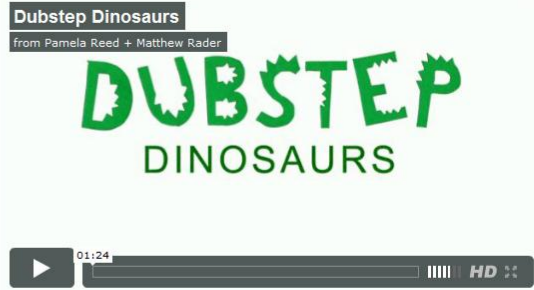 Dubstep Dinosaurs
from Pamela Reed + Matthew Rader
DUBSTEP
DINOSAURS
01:24
HD